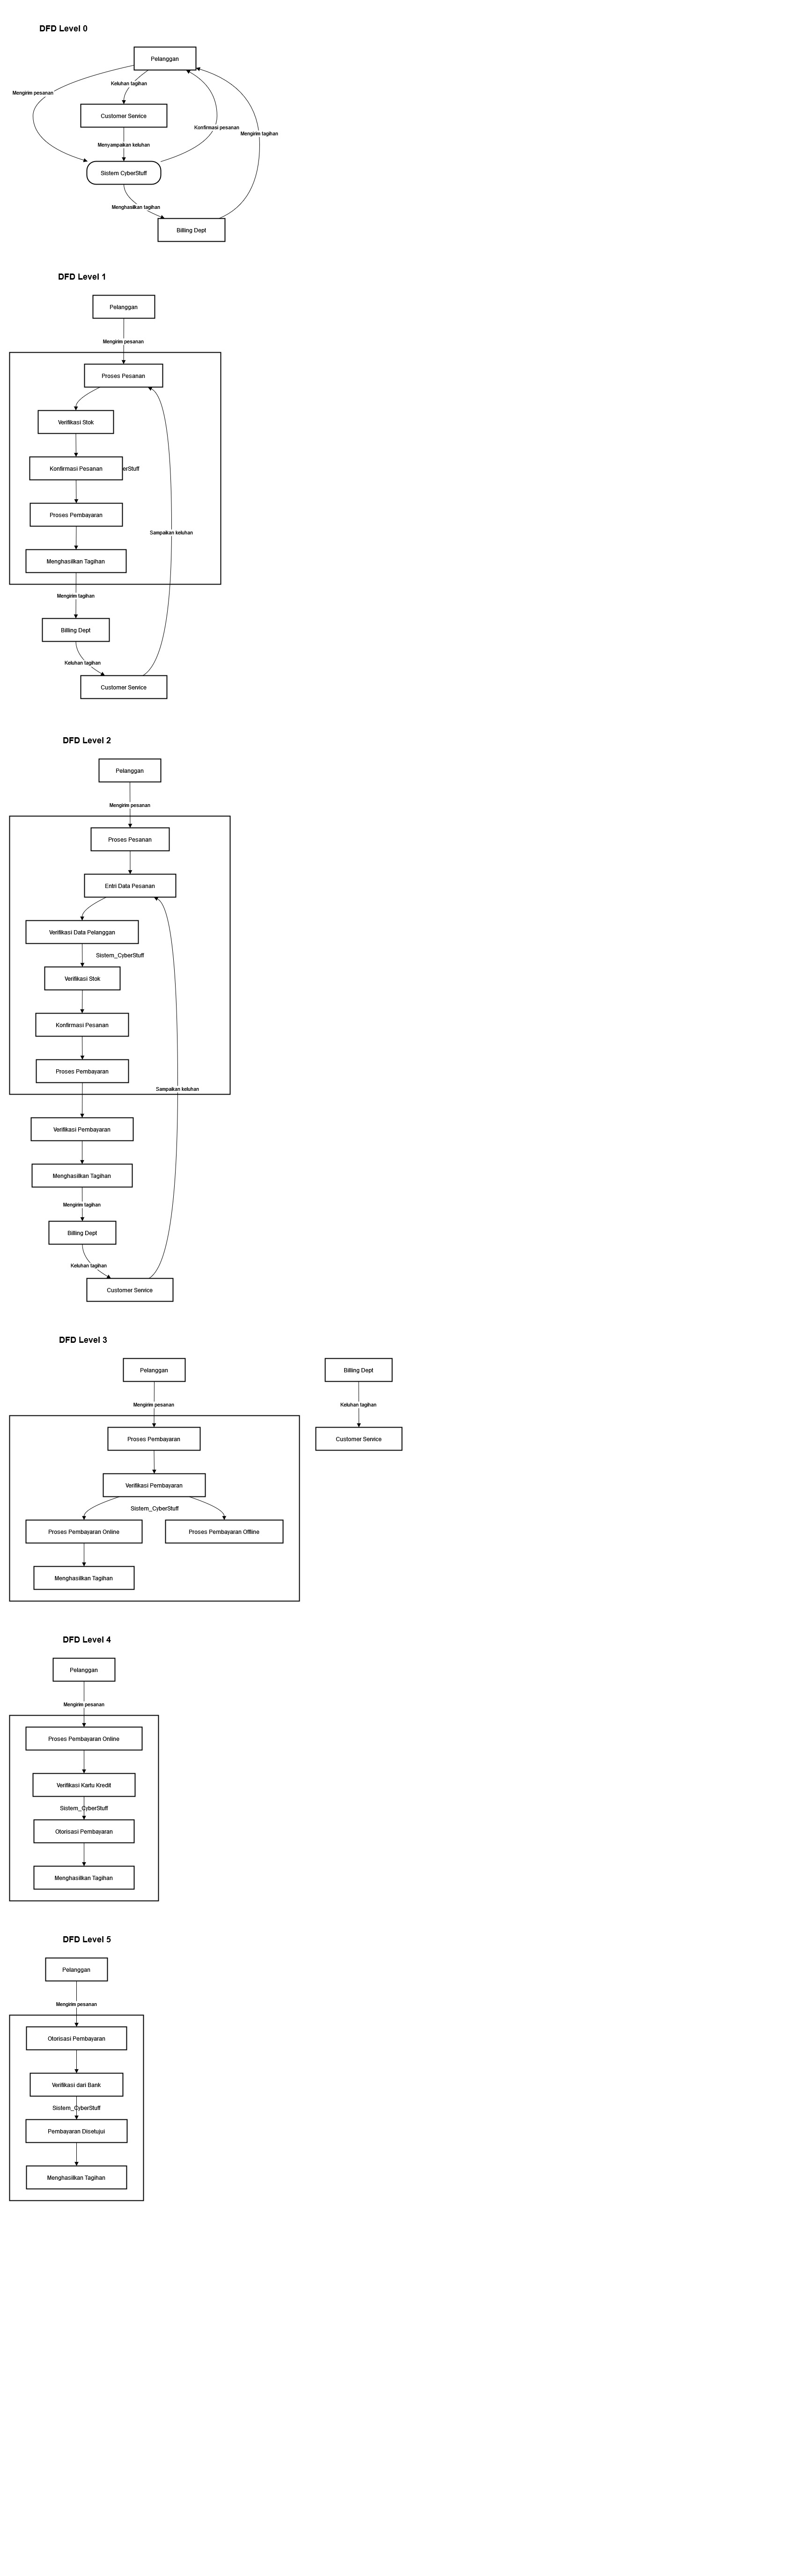 DFD Level 0
Pelanggan
Keluhan tagihan
Mengirim pesanan
Customer Service
Konfirmasi pesanan
Mengirim tagihan
Menyampaikan keluhan
Sistem CyberStuff
Menghasilkan tagihan
Billing Dept
DFD Level 1
Pelanggan
Mengirim pesanan
Proses Pesanan
Verifikasi Stok
Konfirmasi Pesanan
erStuff
Proses Pembayaran
Sampaikan keluhan
Menghasilkan Tagihan
Mengirim tagihan
Billing Dept
Keluhan tagihan
Customer Service
DFD Level 2
Pelanggan
Mengirim pesanan
Proses Pesanan
Entri Data Pesanan
Verifikasi Data Pelanggan
Sistem_CyberStuff
Verifikasi Stok
Konfirmasi Pesanan
Proses Pembayaran
Sampaikan keluhan
Verifikasi Pembayaran
Menghasilkan Tagihan
Mengirim tagihan
Billing Dept
Keluhan tagihan
Customer Service
DFD Level 3
Pelanggan
Billing Dept
Mengirim pesanan
Keluhan tagihan
Proses Pembayaran
Customer Service
Verifikasi Pembayaran
Sistem_CyberStuff
Proses Pembayaran Online
Proses Pembayaran Offline
Menghasilkan Tagihan
DFD Level 4
Pelanggan
Mengirim pesanan
Proses Pembayaran Online
Verifikasi Kartu Kredit
Sistem_CyberStuff
Otorisasi Pembayaran
Menghasilkan Tagihan
DFD Level 5
Pelanggan
Mengirim pesanan
Otorisasi Pembayaran
Verifikasi dari Bank
Sistem_CyberStuff
Pembayaran Disetujui
Menghasilkan Tagihan